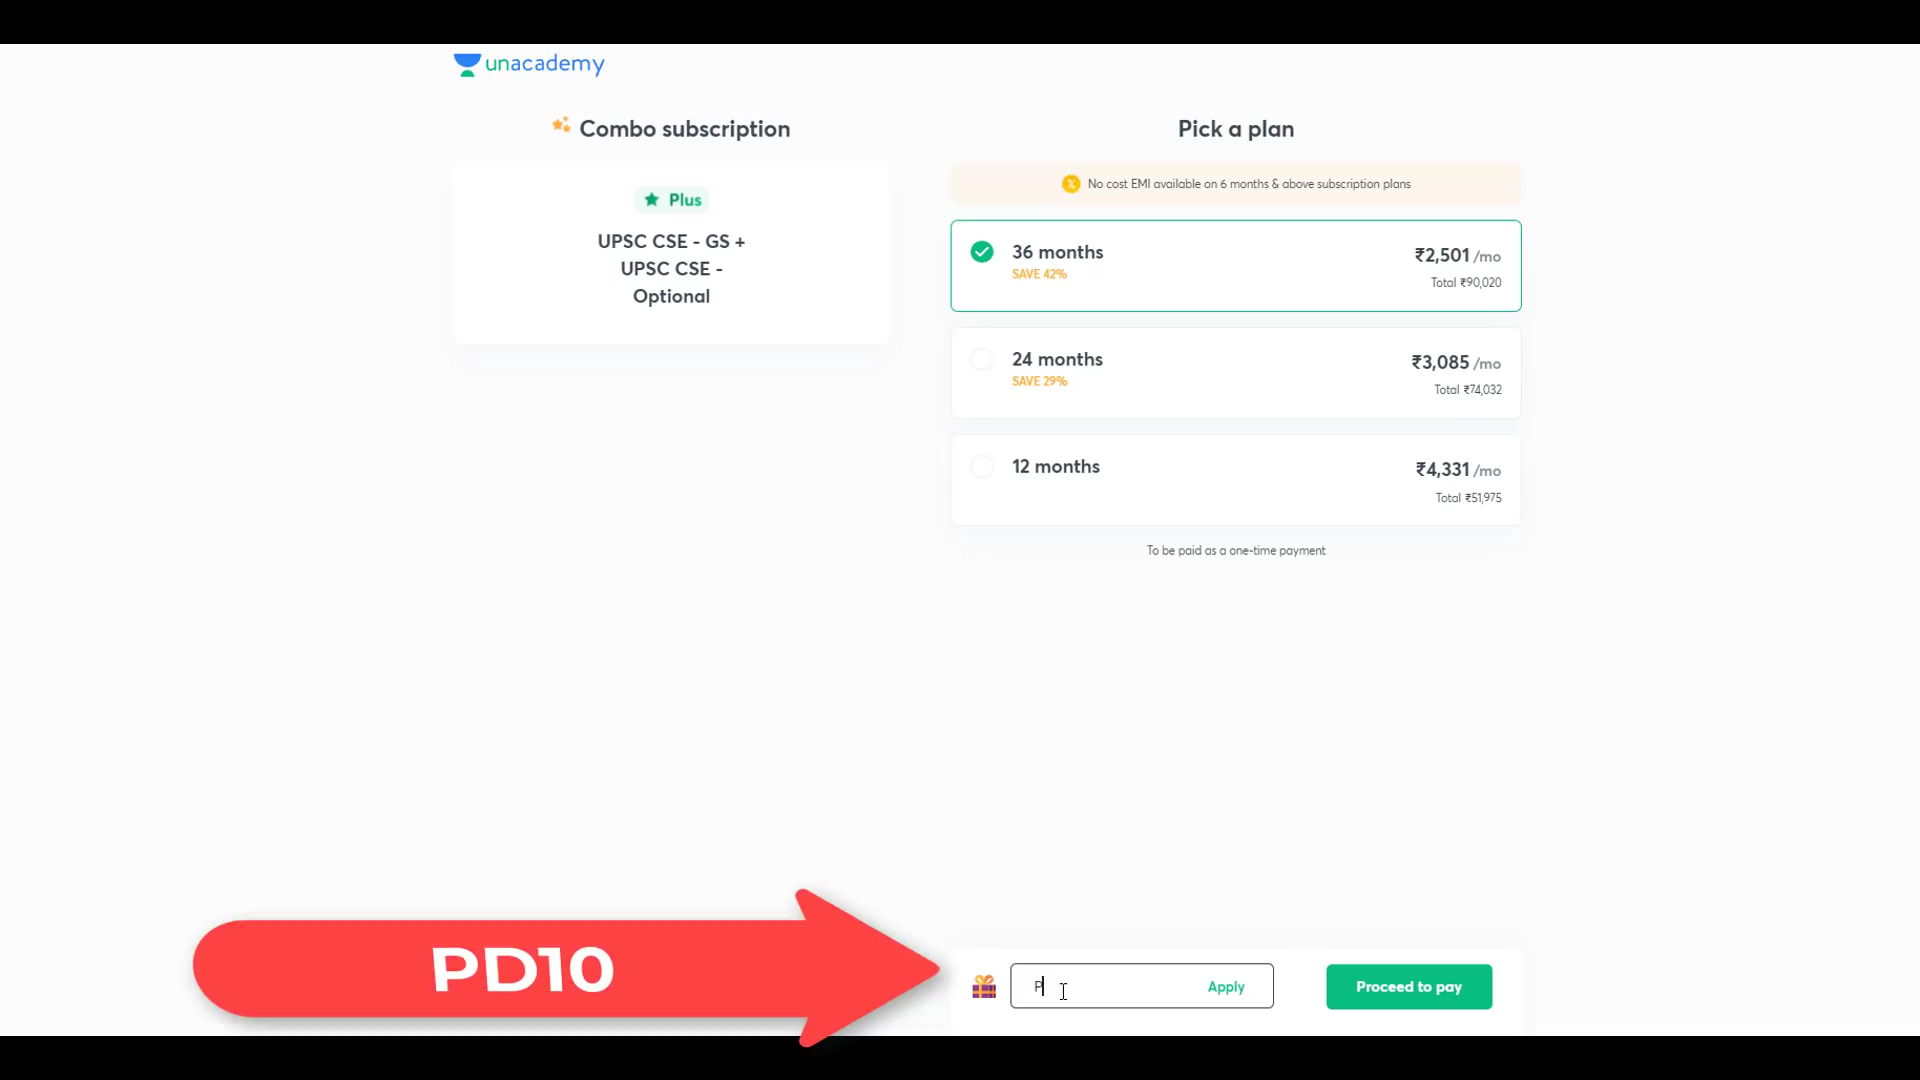 unacademy
Combo subscription
Plus
UPSC CSE - GS +
UPSC CSE -
Optional
Pick a plan
No cost EMI available on 6 months & above subscription plans
36 months
SAVE 42%
₹2,501 /mo
Total ₹90,020
24 months
SAVE 29%
₹3,085 /mo
Total ₹74,032
12 months
₹4,331 /mo
Total ₹51,975
To be paid as a one-time payment
PD10
P
Apply
Proceed to pay